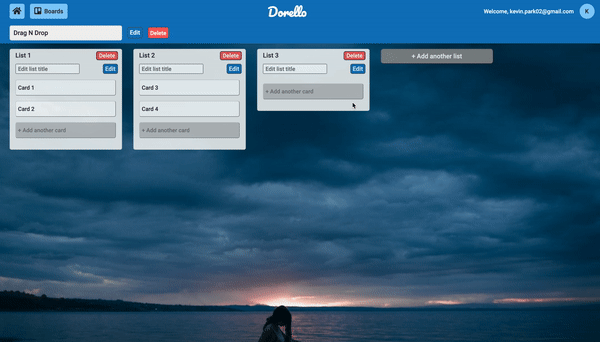 Boards
Dorello
Welcome, kevin.park02@gmail.com
K
Drag N Drop
Edit
Delete
List 1
Delete
Edit list title
Edit
Card 1
Card 2
+ Add another card
List 2
Delete
Edit list title
Edit
Card 3
Card 4
+ Add another card
List 3
Delete
Edit list title
Edit
+ Add another card
+ Add another list